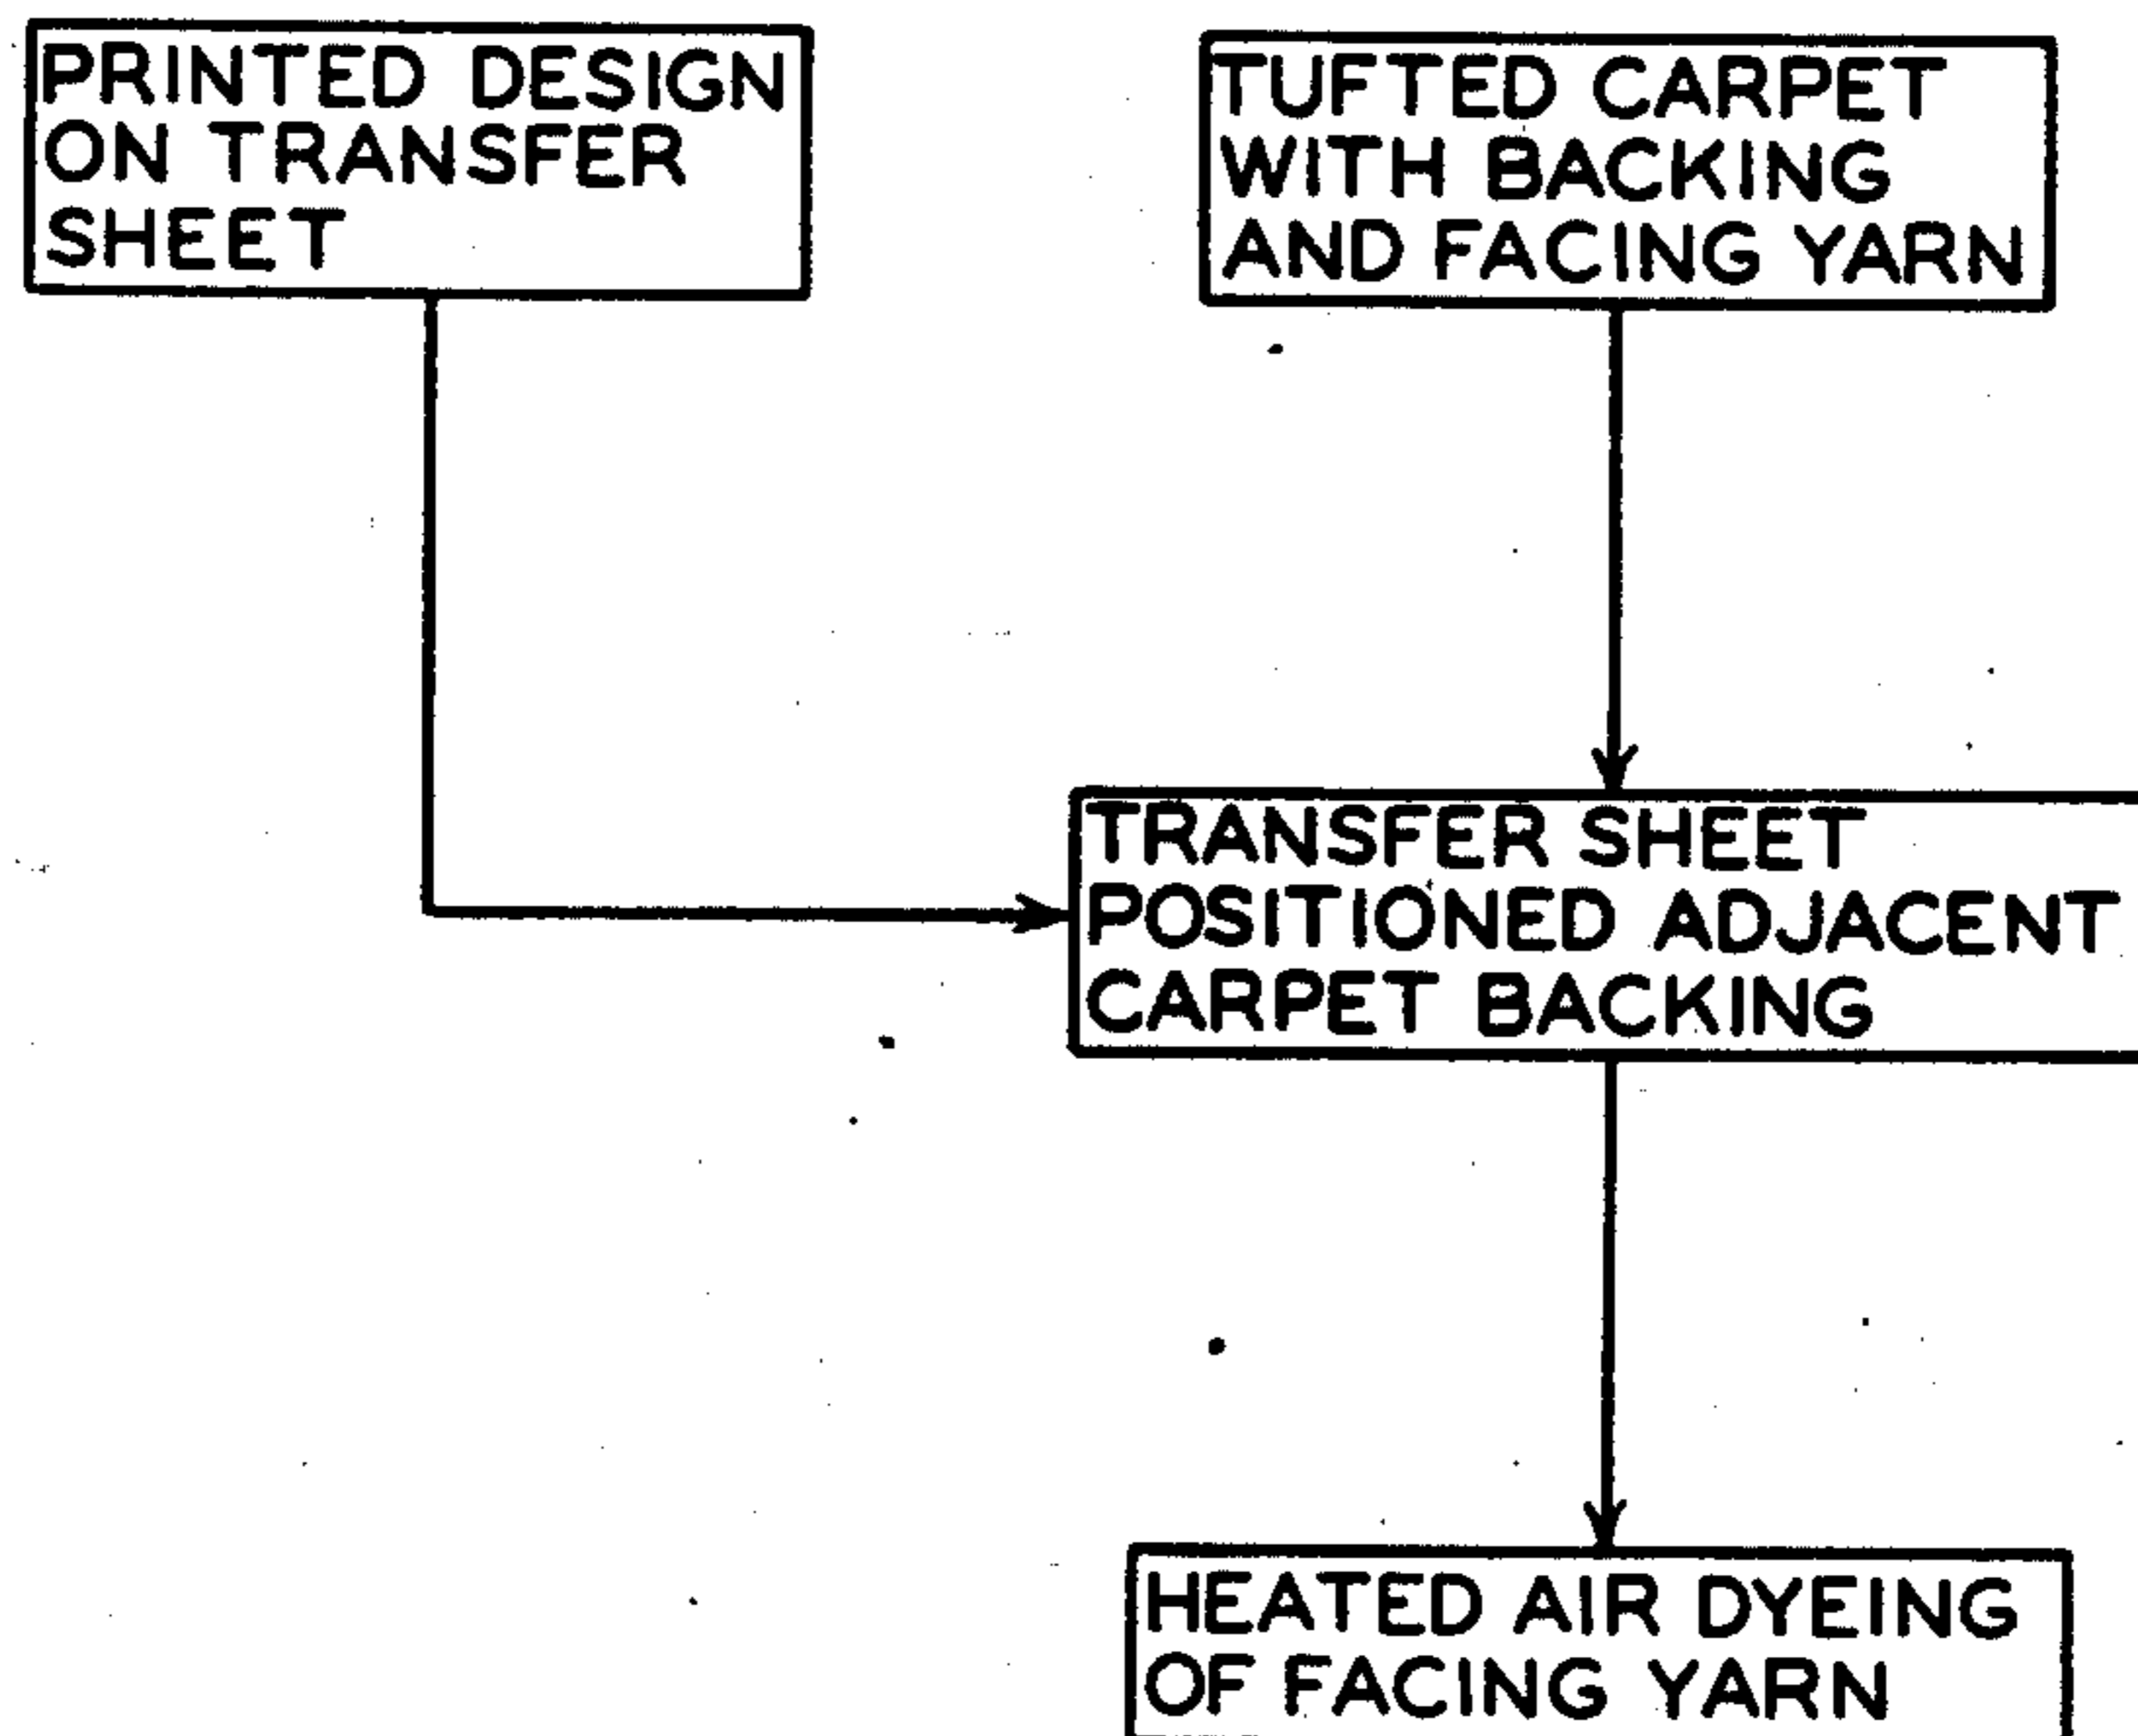 PRINTED DESIGN
ON TRANSFER
SHEET
TUFTED CARPET
WITH BACKING
AND FACING YARN
TRANSFER SHEET
POSITIONED ADJACENT
CARPET BACKING
HEATED AIR DYEING
OF FACING YARN